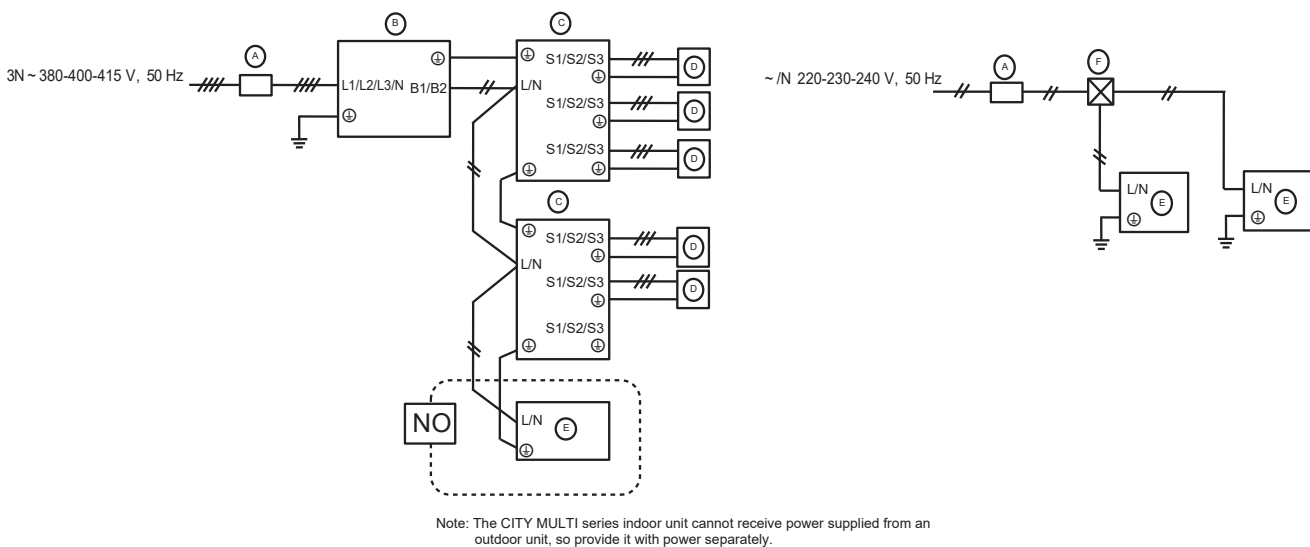 B
C
A
3N ~ 380-400-415 V, 50 Hz
L1/L2/L3/N B1/B2
S1/S2/S3
D
L/N
S1/S2/S3
D
S1/S2/S3
D
C
S1/S2/S3
D
L/N
S1/S2/S3
D
S1/S2/S3
NO
L/N
E
A
F
~ /N 220-230-240 V, 50 Hz
L/N
E
L/N
E
Note: The CITY MULTI series indoor unit cannot receive power supplied from an
outdoor unit, so provide it with power separately.